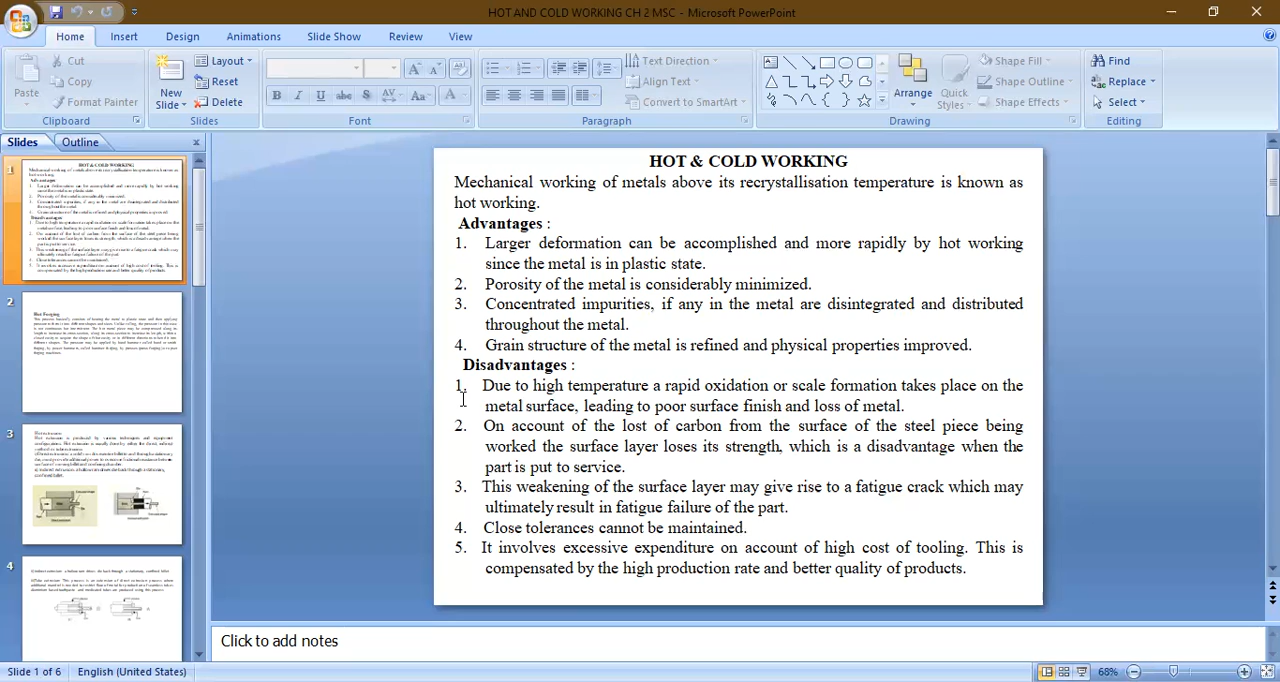 HOT AND COLD WORKING CH 2 MSC - Microsoft PowerPoint
Home Insert Design Animations Slide Show Review View
Paste
Cut
Copy
Format Painter
Clipboard
New Slide
Layout
Reset
Delete
Slides
Font
Text Direction
Align Text
Convert to SmartArt
Paragraph
Arrange
Quick Styles
Shape Fill
Shape Outline
Shape Effects
Drawing
Find
Replace
Select
Editing
Slides Outline
1
2
3
4
HOT & COLD WORKING
Mechanical working of metals above its recrystallisation temperature is known as
hot working.
Advantages :
1. Larger deformation can be accomplished and more rapidly by hot working
since the metal is in plastic state.
2. Porosity of the metal is considerably minimized.
3. Concentrated impurities, if any in the metal are disintegrated and distributed
throughout the metal.
4. Grain structure of the metal is refined and physical properties improved.
Disadvantages :
1. Due to high temperature a rapid oxidation or scale formation takes place on the
metal surface, leading to poor surface finish and loss of metal.
2. On account of the lost of carbon from the surface of the steel piece being
worked the surface layer loses its strength, which is a disadvantage when the
part is put to service.
3. This weakening of the surface layer may give rise to a fatigue crack which may
ultimately result in fatigue failure of the part.
4. Close tolerances cannot be maintained.
5. It involves excessive expenditure on account of high cost of tooling. This is
compensated by the high production rate and better quality of products.
Click to add notes
Slide 1 of 6 English (United States) 68%